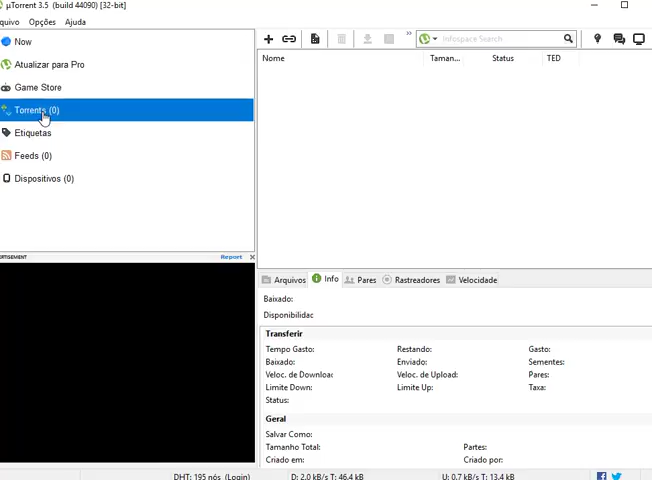 µTorrent 3.5 (build 44090) [32-bit]
quivo Opções Ajuda
Now
Atualizar para Pro
Game Store
Torrents (0)
Etiquetas
Feeds (0)
Dispositivos (0)
Infospace Search
Nome Taman... Status TED
RTISEMENT Report
Arquivos Info Pares Rastreadores Velocidade
Baixado:
Disponibilidac
Transferir
Tempo Gasto: Restando: Gasto:
Baixado: Enviado: Sementes:
Veloc. de Downloac Veloc. de Upload: Pares:
Limite Down: Limite Up: Taxa:
Status:
Geral
Salvar Como:
Tamanho Total: Partes:
Criado em: Criado por:
DHT: 195 nós (Login) D: 2.0 kB/s T: 46.4 kB U: 0.7 kB/s T: 13.4 kB